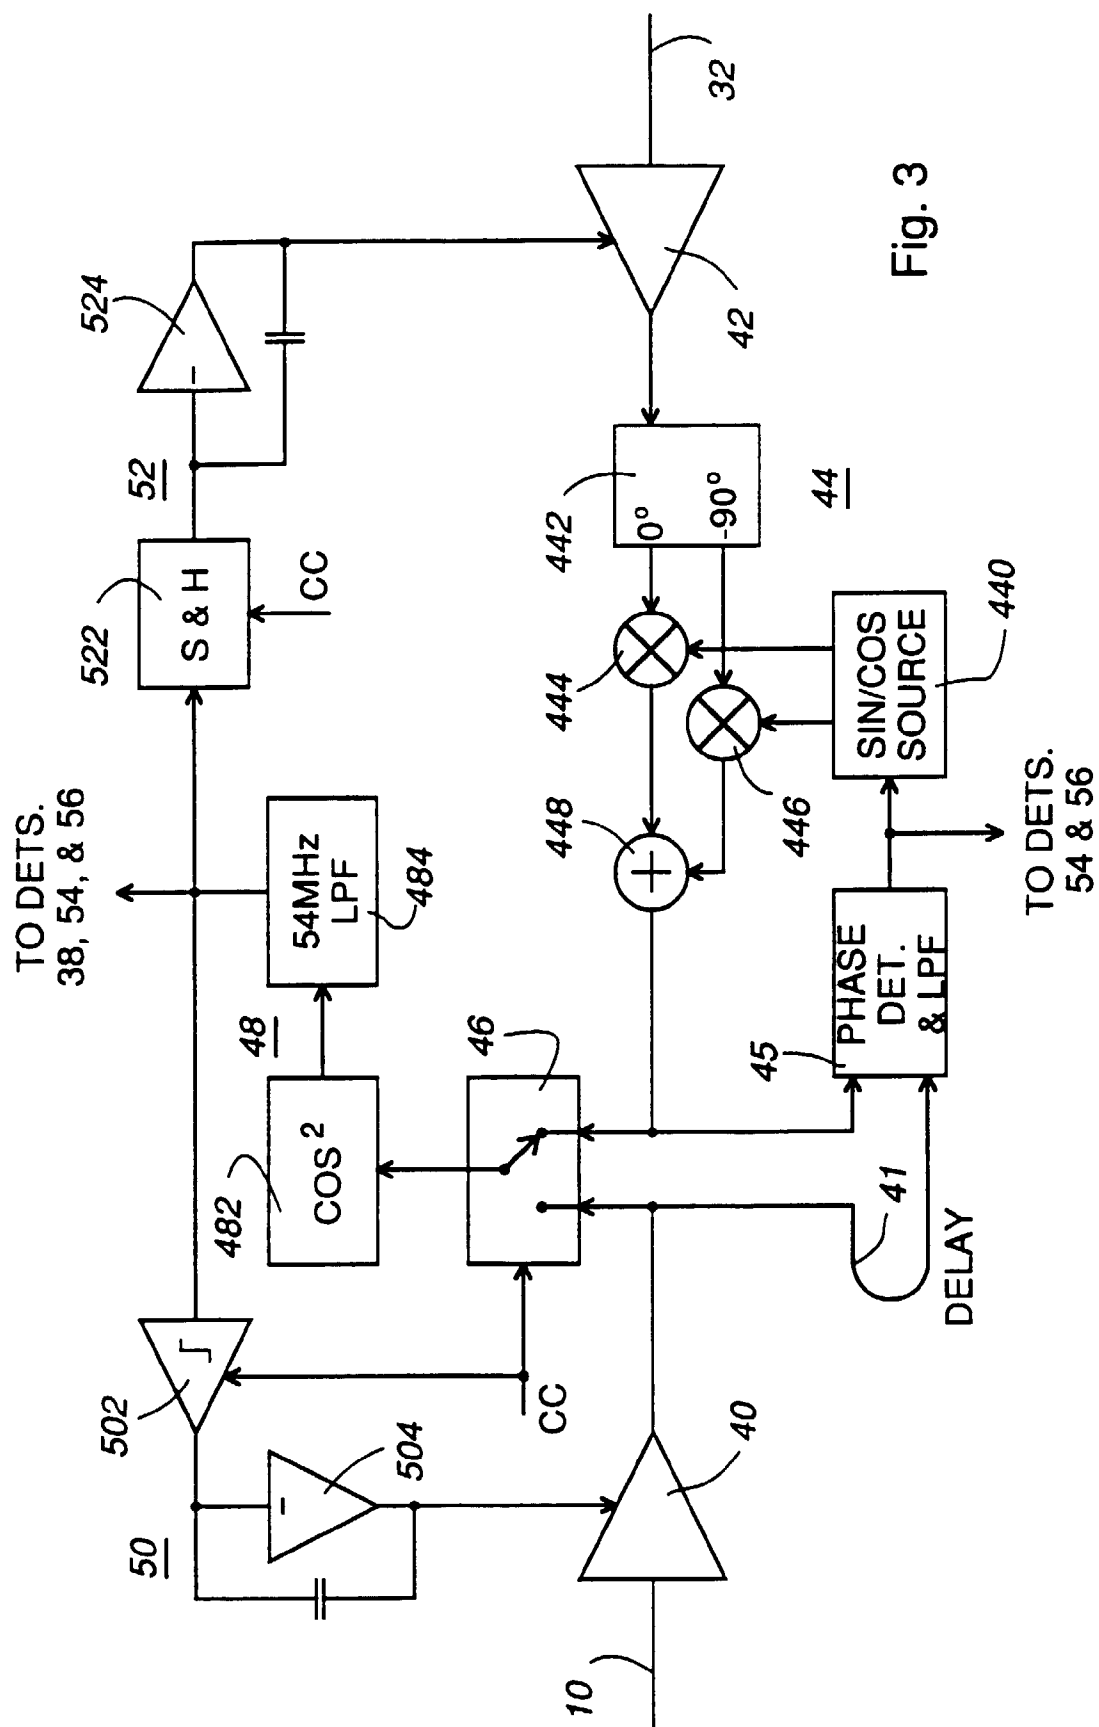 TO DETS.
38, 54, & 56
524
52
522
S & H
CC
32
Fig. 3
42
442
0°
-90°
44
444
446
448
SIN/COS
SOURCE
440
TO DETS.
54 & 56
54MHz
LPF
484
48
482
COS²
46
45
PHASE
DET.
& LPF
41
DELAY
502
504
50
CC
40
10